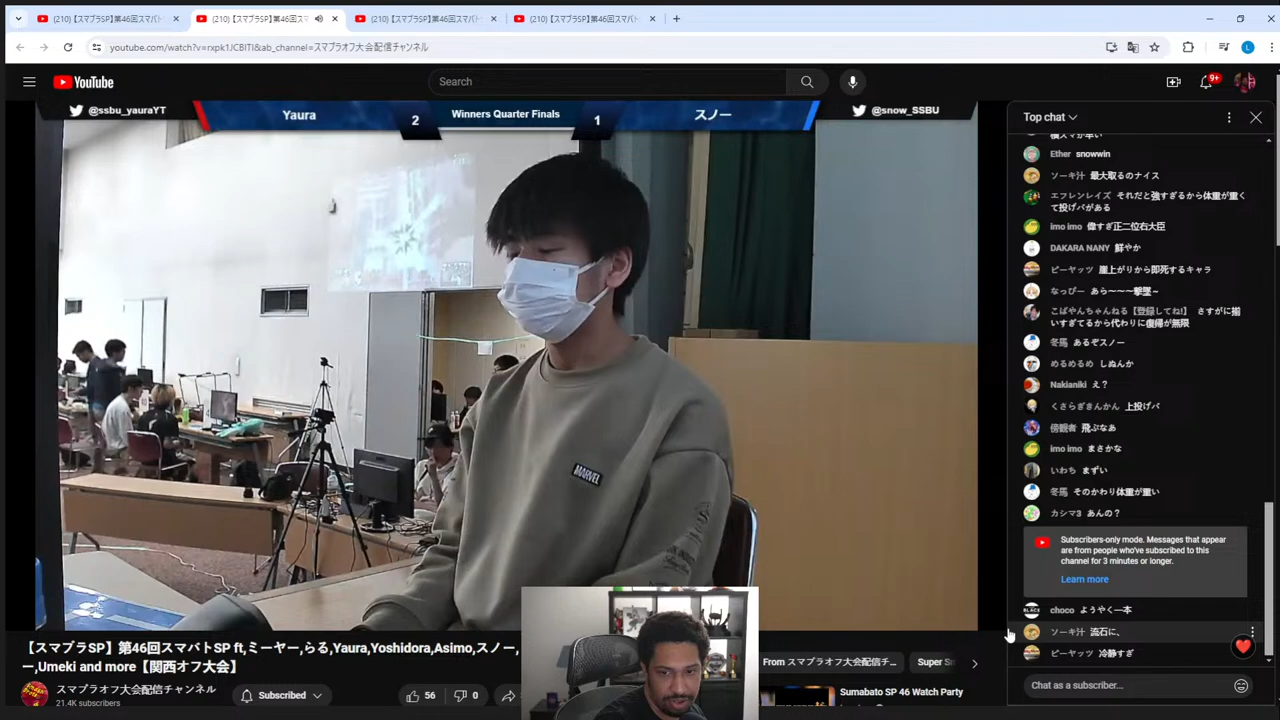 (210) 【スマブラSP】第46回スマバト
(210) 【スマブラSP】第46回スマ
(210) 【スマブラSP】第46回スマバト
(210) 【スマブラSP】第46回スマバト
youtube.com/watch?v=rxpk1JCBITI&ab_channel=スマブラオフ大会配信チャンネル
YouTube
Search
9+
@ssbu_yauraYT
Yaura
2
Winners Quarter Finals
1
スノー
@snow_SSBU
MARVEL
Top chat
横スマが早い
Ether snowwin
ソーキ汁 最大取るのナイス
エフレンレイズ それだと強すぎるから体重が重く
て投げバがある
imo imo 偉すぎ正二位右大臣
DAKARA NANY 鮮やか
ビーヤッツ 崖上がりから即死するキャラ
なっぴー あら〜〜〜撃墜~
こばやんちゃんねる【登録してね!】 さすがに揃
いすぎてるから代わりに復帰が無限
冬馬 あるぞスノー
めるめるめ しぬんか
Nakianiki え？
くさらぎきんかん 上投げバ
傍観者 飛ぶなあ
imo imo まさかな
いわち まずい
冬馬 そのかわり体重が重い
カシマ3 あんの？
Subscribers-only mode. Messages that appear
are from people who've subscribed to this
channel for 3 minutes or longer.
Learn more
choco ようやく一本
ソーキ汁 流石に、
ビーヤッツ 冷静すぎ
Chat as a subscriber...
【スマブラSP】第46回スマバトSP ft,ミーヤー,らる,Yaura,Yoshidora,Asimo,スノー,
ー,Umeki and more【関西オフ大会】
スマブラオフ大会配信チャンネル
21.4K subscribers
Subscribed
56
0
From スマブラオフ大会配信チ...
Super Sm
Sumabato SP 46 Watch Party